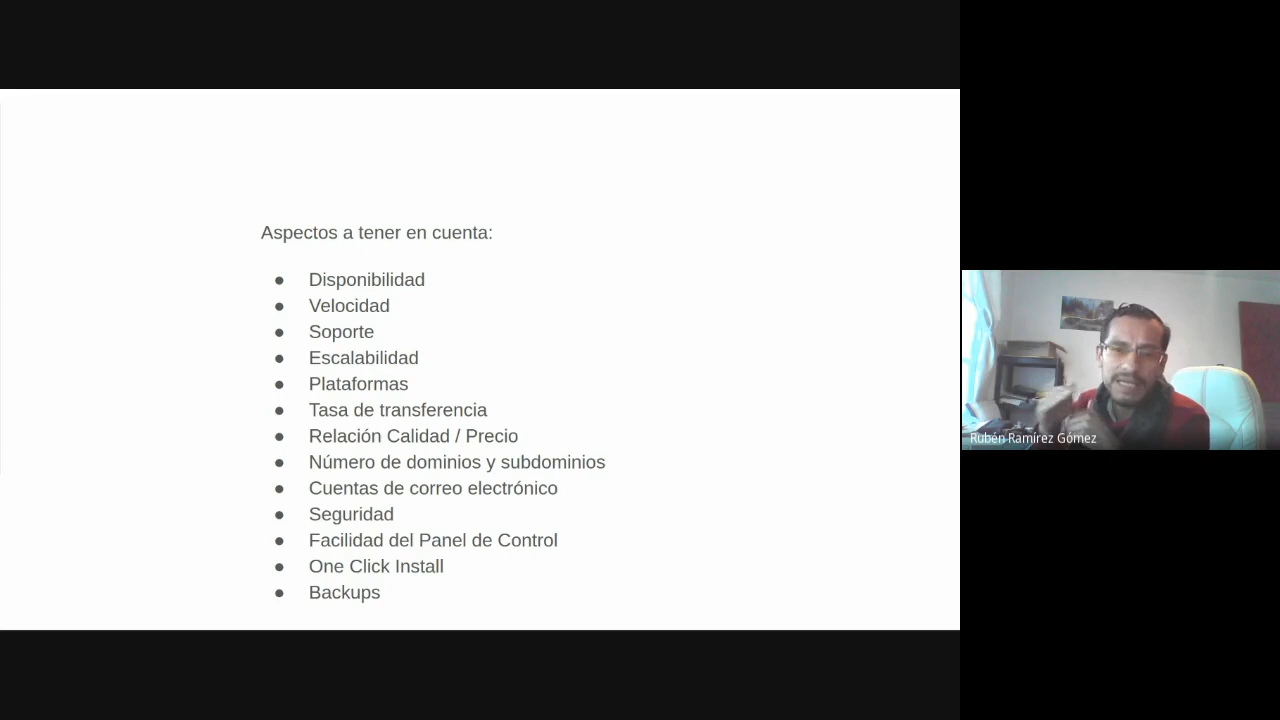 Aspectos a tener en cuenta:
● Disponibilidad
● Velocidad
● Soporte
● Escalabilidad
● Plataformas
● Tasa de transferencia
● Relación Calidad / Precio
● Número de dominios y subdominios
● Cuentas de correo electrónico
● Seguridad
● Facilidad del Panel de Control
● One Click Install
● Backups
Rubén Ramírez Gómez